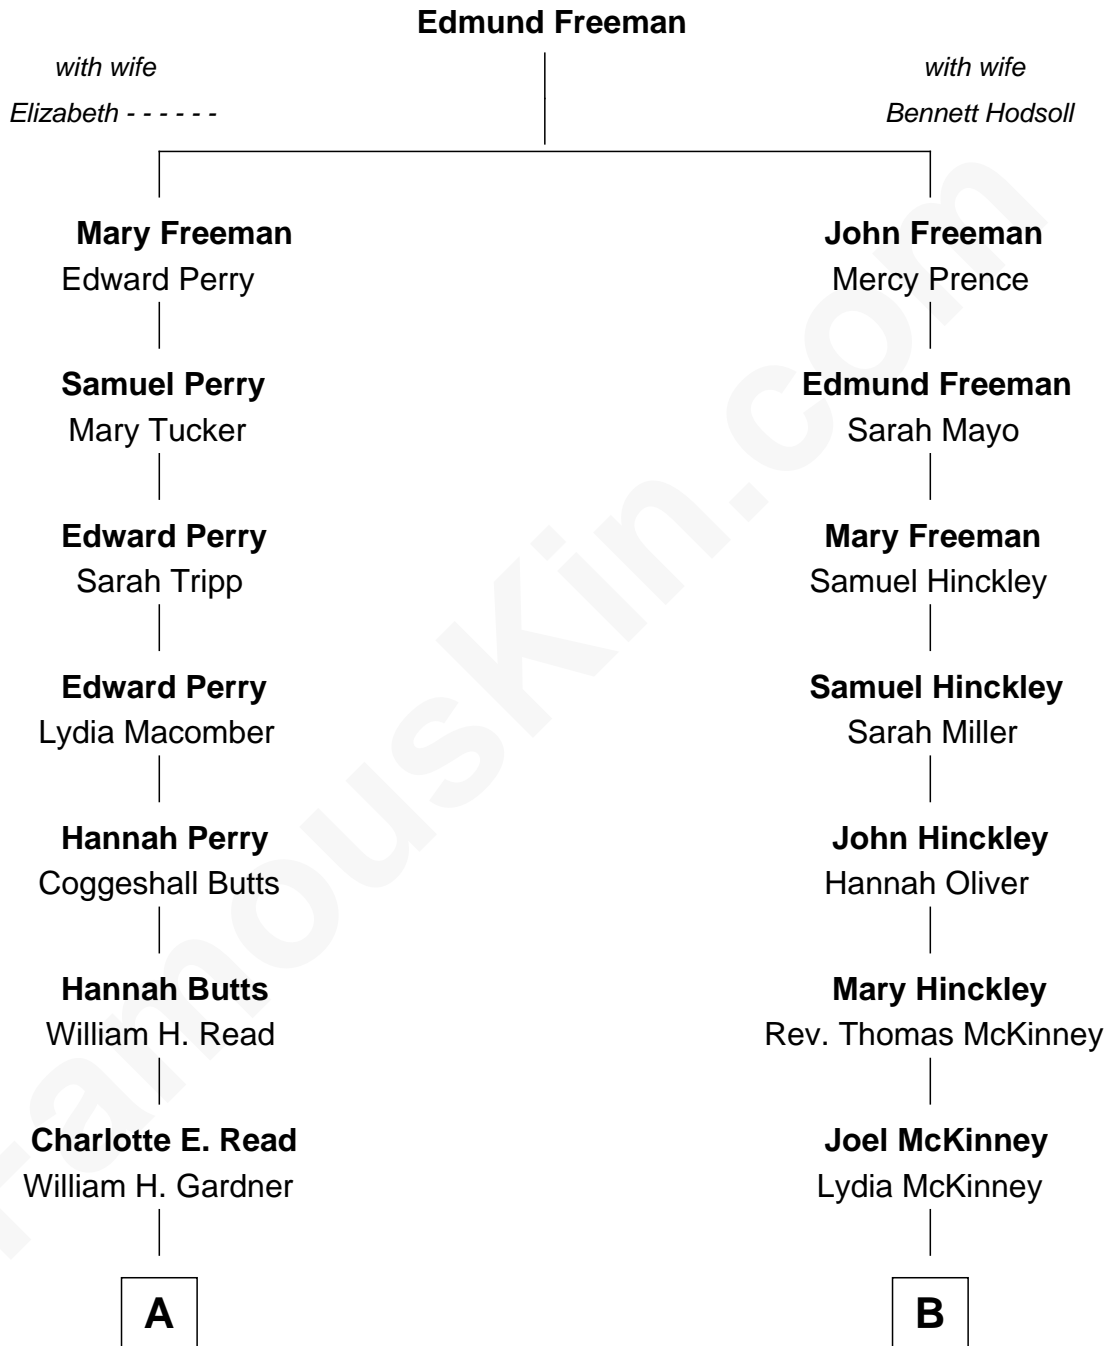 Edmund Freeman
with wife
Elizabeth - - - - - -
with wife
Bennett Hodsoll
Mary Freeman
Edward Perry
John Freeman
Mercy Prence
Samuel Perry
Mary Tucker
Edmund Freeman
Sarah Mayo
Edward Perry
Sarah Tripp
Mary Freeman
Samuel Hinckley
Edward Perry
Lydia Macomber
Samuel Hinckley
Sarah Miller
Hannah Perry
Coggeshall Butts
John Hinckley
Hannah Oliver
Hannah Butts
William H. Read
Mary Hinckley
Rev. Thomas McKinney
Charlotte E. Read
William H. Gardner
Joel McKinney
Lydia McKinney
A
B
FamousKin.com